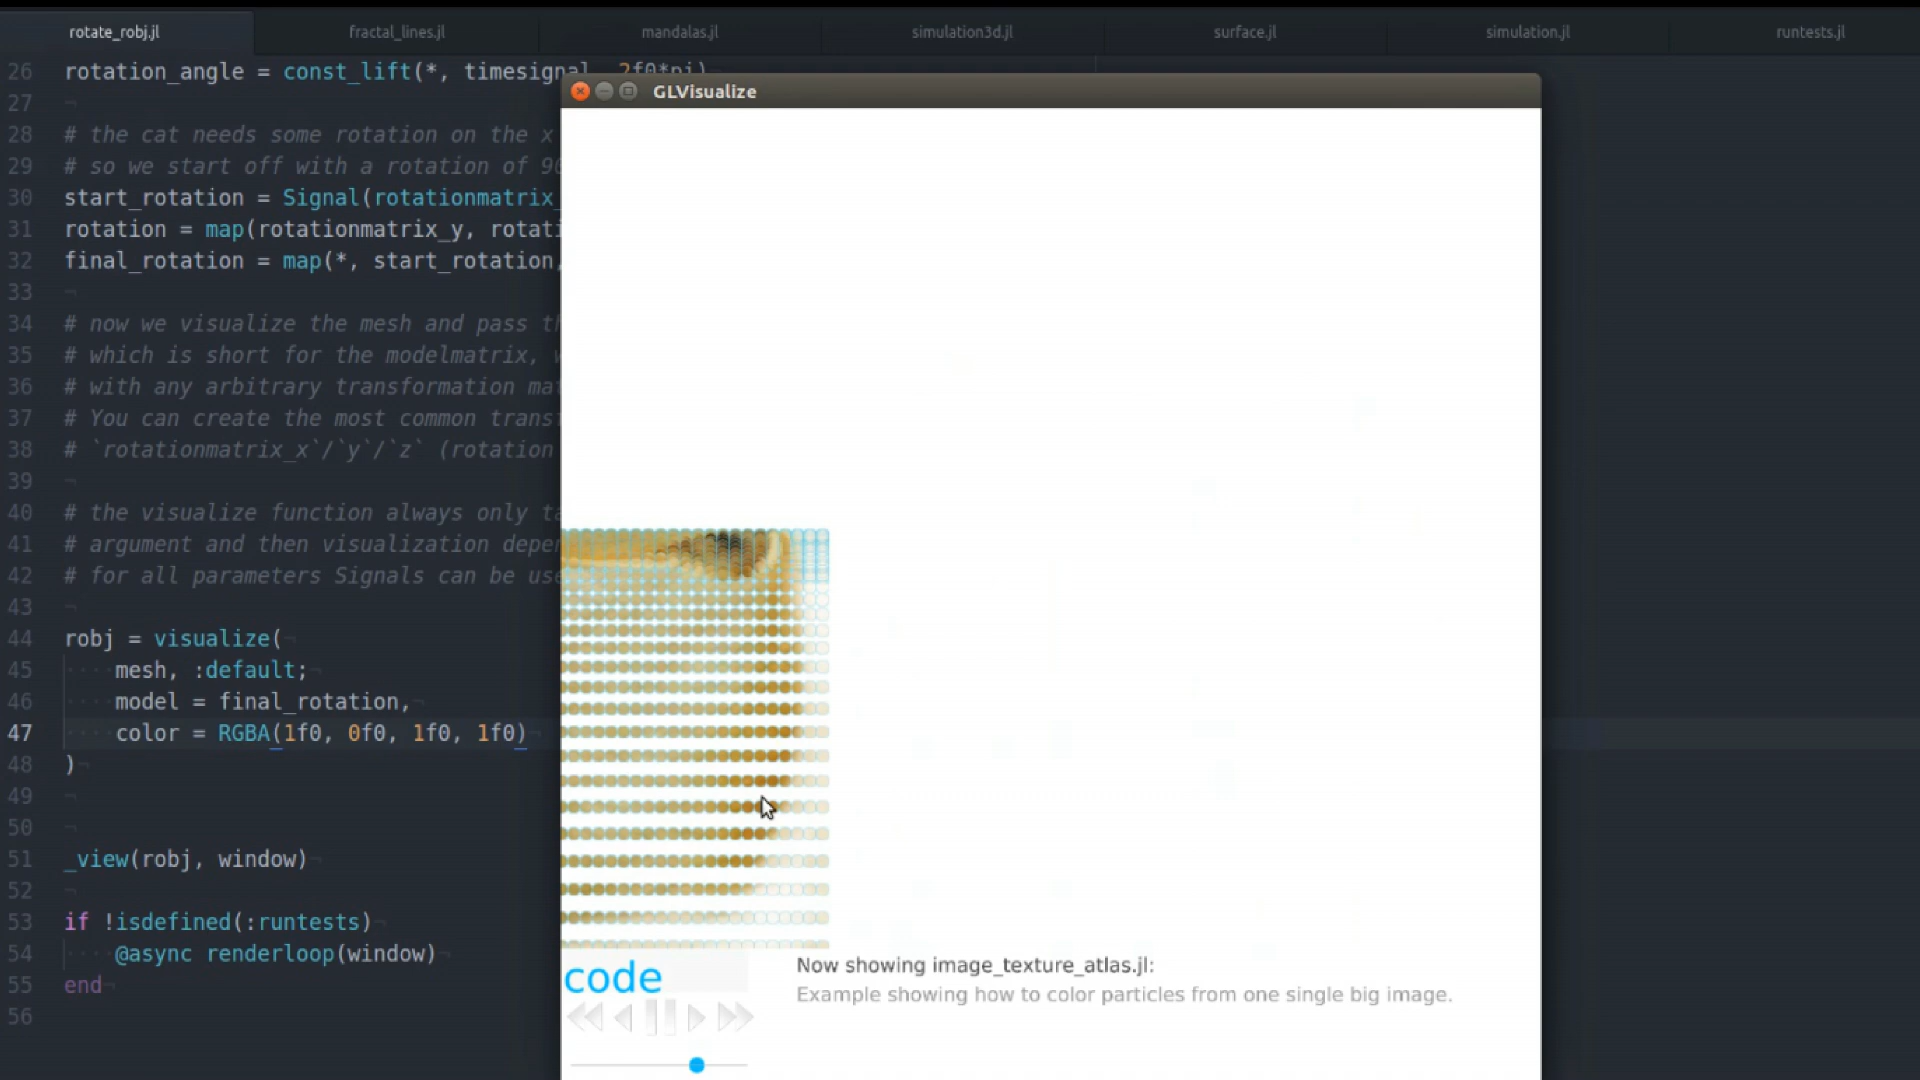 rotate_robj.jl fractal_lines.jl mandalas.jl simulation3d.jl surface.jl simulation.jl runtests.jl
26 rotation_angle = const_lift(*, timesignal, 2f0*pi)
27
28 # the cat needs some rotation on the x
29 # so we start off with a rotation of 90
30 start_rotation = Signal(rotationmatrix_
31 rotation = map(rotationmatrix_y, rotati
32 final_rotation = map(*, start_rotation,
33
34 # now we visualize the mesh and pass th
35 # which is short for the modelmatrix, w
36 # with any arbitrary transformation mat
37 # You can create the most common transf
38 # `rotationmatrix_x`/`y`/`z` (rotation
39
40 # the visualize function always only ta
41 # argument and then visualization depen
42 # for all parameters Signals can be use
43
44 robj = visualize(
45 mesh, :default;
46 model = final_rotation,
47 color = RGBA(1f0, 0f0, 1f0, 1f0)
48 )
49
50
51 _view(robj, window)
52
53 if !isdefined(:runtests)
54 @async renderloop(window)
55 end
56
GLVisualize
code
Now showing image_texture_atlas.jl:
Example showing how to color particles from one single big image.